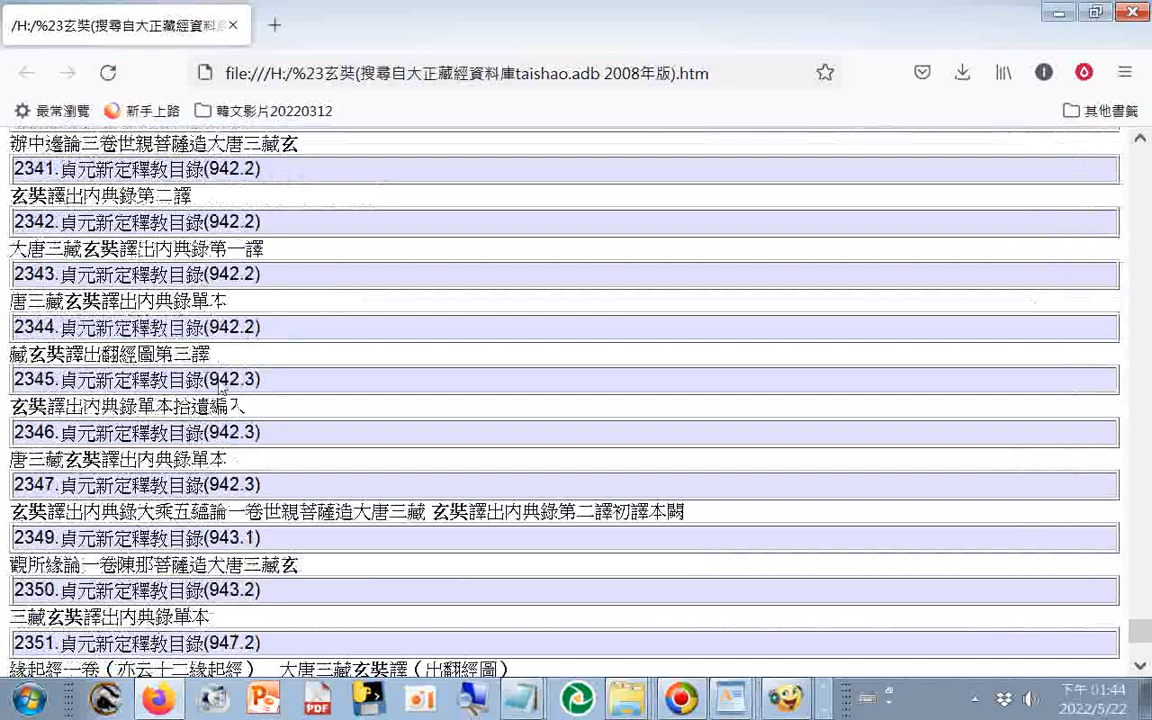 /H:/%23玄奘(搜尋自大正藏經資料庫
file:///H:/%23玄奘(搜尋自大正藏經資料庫taishao.adb 2008年版).htm
最常瀏覽 新手上路 韓文影片20220312 其他書籤
辯中邊論三卷世親菩薩造大唐三藏玄
2341.貞元新定釋教目錄(942.2)
玄奘譯出內典錄第二譯
2342.貞元新定釋教目錄(942.2)
大唐三藏玄奘譯出內典錄第一譯
2343.貞元新定釋教目錄(942.2)
唐三藏玄奘譯出內典錄單本
2344.貞元新定釋教目錄(942.2)
藏玄奘譯出翻經圖第三譯
2345.貞元新定釋教目錄(942.3)
玄奘譯出內典錄單本拾遺編入
2346.貞元新定釋教目錄(942.3)
唐三藏玄奘譯出內典錄單本
2347.貞元新定釋教目錄(942.3)
玄奘譯出內典錄大乘五蘊論一卷世親菩薩造大唐三藏 玄奘譯出內典錄第二譯初譯本闕
2349.貞元新定釋教目錄(943.1)
觀所緣論一卷陳那菩薩造大唐三藏玄
2350.貞元新定釋教目錄(943.2)
三藏玄奘譯出內典錄單本
2351.貞元新定釋教目錄(947.2)
緣起經一卷(亦云十二緣起經) 大唐三藏玄奘譯(出翻經圖)
下午 01:44
2022/5/22